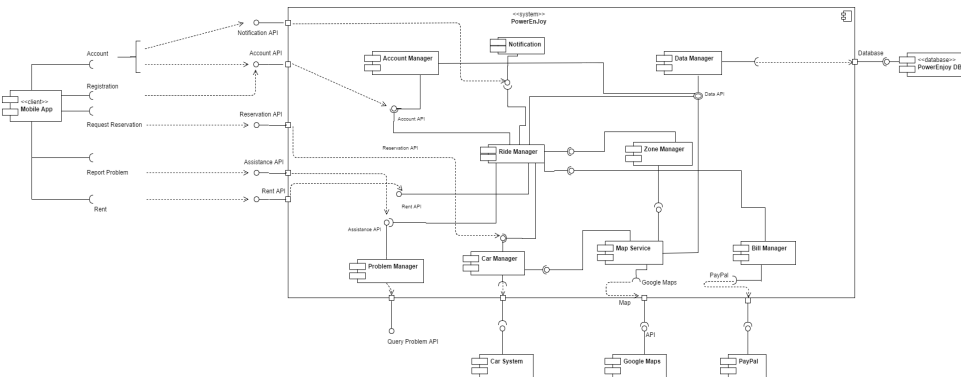 <<system>>
PowerEnJoy
Notification API
Account
Account API
Notification
Account Manager
Data Manager
Database
<<database>>
PowerEnjoy DB
Registration
<<client>>
Mobile App
Data API
Request Reservation
Reservation API
Account API
Reservation API
Ride Manager
Zone Manager
Assistance API
Report Problem
Rent API
Rent
Rent API
Assistance API
Problem Manager
Car Manager
Map Service
Bill Manager
Google Maps
PayPal
Map
Query Problem API
API
Car System
Google Maps
PayPal